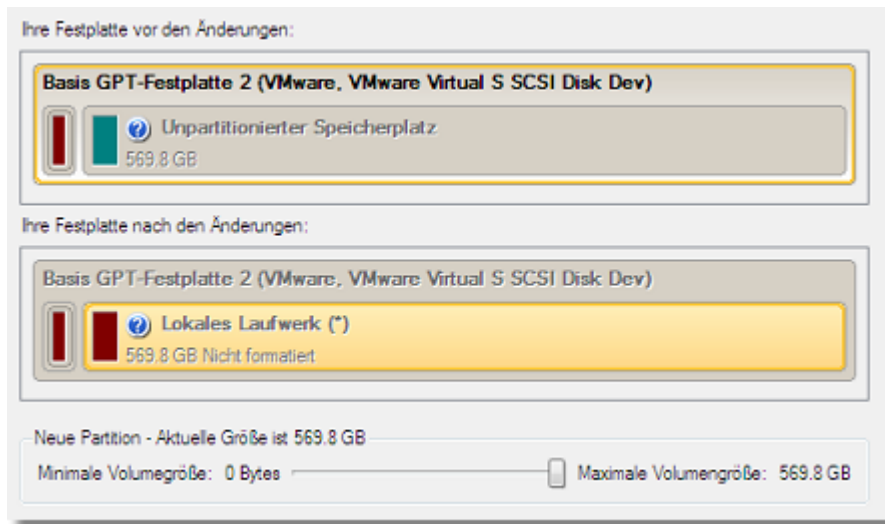 Ihre Festplatte vor den Änderungen:
Basis GPT-Festplatte 2 (VMware, VMware Virtual S SCSI Disk Dev)
Unpartitionierter Speicherplatz
569.8 GB
Ihre Festplatte nach den Änderungen:
Basis GPT-Festplatte 2 (VMware, VMware Virtual S SCSI Disk Dev)
Lokales Laufwerk (*)
569.8 GB Nicht formatiert
Neue Partition - Aktuelle Größe ist 569.8 GB
Minimale Volumegröße: 0 Bytes Maximale Volumengröße: 569.8 GB